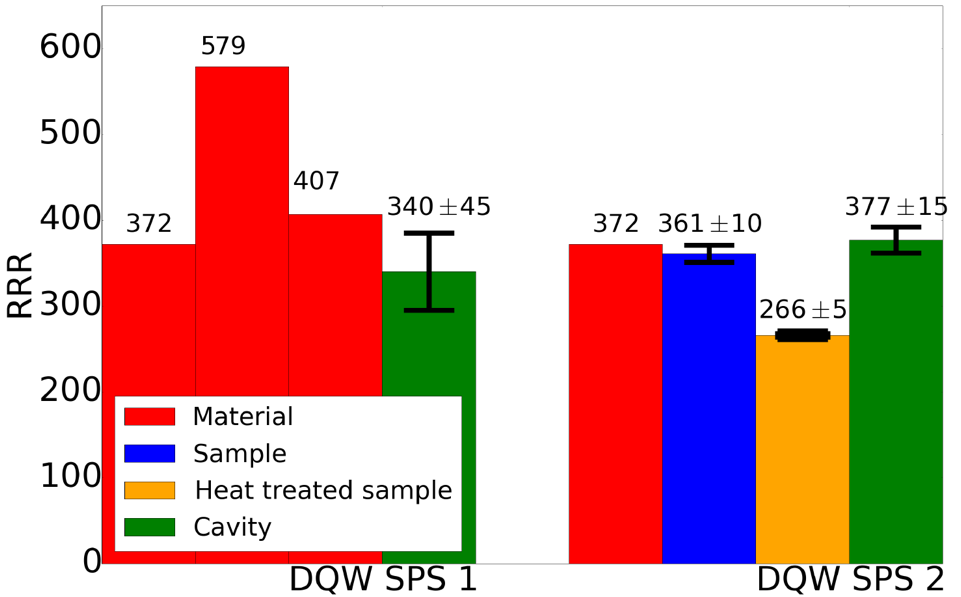 600
500
400
300
200
100
0
RRR
372
579
407
340±45
372
361±10
266±5
377±15
Material
Sample
Heat treated sample
Cavity
DQW SPS 1
DQW SPS 2